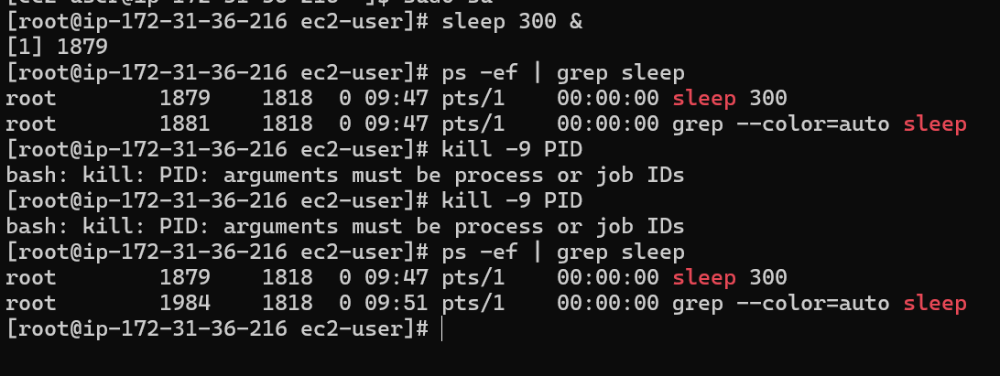 [root@ip-172-31-36-216 ec2-user]# sleep 300 &
[1] 1879
[root@ip-172-31-36-216 ec2-user]# ps -ef | grep sleep
root        1879    1818  0 09:47 pts/1    00:00:00 sleep 300
root        1881    1818  0 09:47 pts/1    00:00:00 grep --color=auto sleep
[root@ip-172-31-36-216 ec2-user]# kill -9 PID
bash: kill: PID: arguments must be process or job IDs
[root@ip-172-31-36-216 ec2-user]# kill -9 PID
bash: kill: PID: arguments must be process or job IDs
[root@ip-172-31-36-216 ec2-user]# ps -ef | grep sleep
root        1879    1818  0 09:47 pts/1    00:00:00 sleep 300
root        1984    1818  0 09:51 pts/1    00:00:00 grep --color=auto sleep
[root@ip-172-31-36-216 ec2-user]#